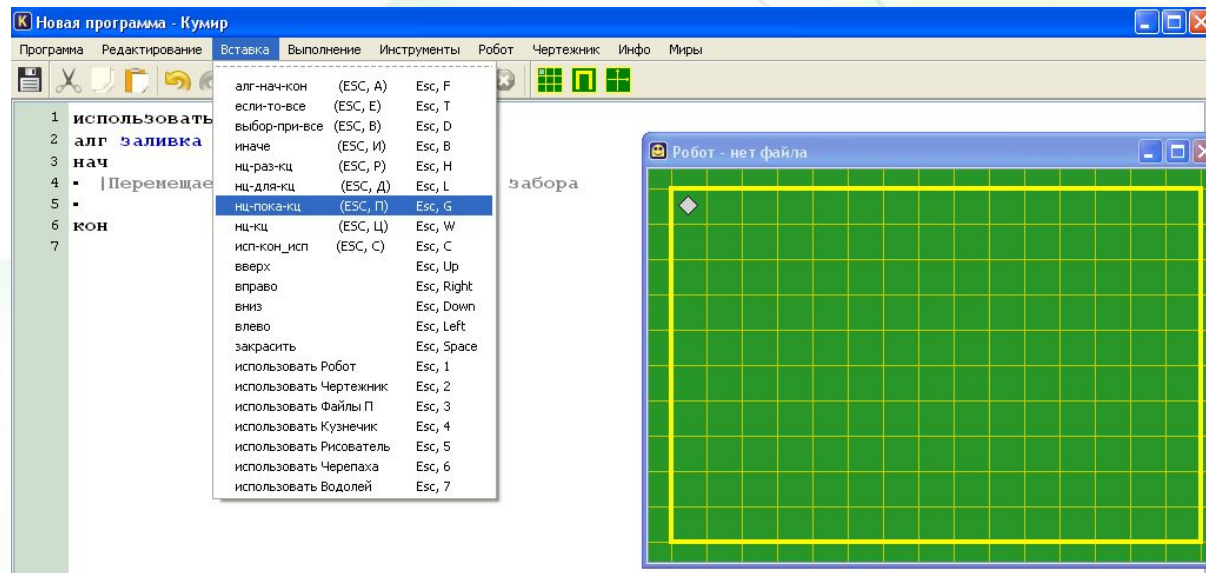 Новая программа - Кумир
Программа Редактирование Вставка Выполнение Инструменты Робот Чертежник Инфо Миры
алг-нач-кон (ESC, А) Esc, F
если-то-все (ESC, Е) Esc, T
выбор-при-все (ESC, В) Esc, D
иначе (ESC, И) Esc, B
нц-раз-кц (ESC, Р) Esc, H
нц-для-кц (ESC, Д) Esc, L
нц-пока-кц (ESC, П) Esc, G
нц-кц (ESC, Ц) Esc, W
исп-кон_исп (ESC, С) Esc, C
вверх Esc, Up
вправо Esc, Right
вниз Esc, Down
влево Esc, Left
закрасить Esc, Space
использовать Робот Esc, 1
использовать Чертежник Esc, 2
использовать Файлы П Esc, 3
использовать Кузнечик Esc, 4
использовать Рисователь Esc, 5
использовать Черепаха Esc, 6
использовать Водолей Esc, 7
1 использовать
2 алг заливка
3 нач
4 |Перемещае забора
5
6 кон
7
Робот - нет файла